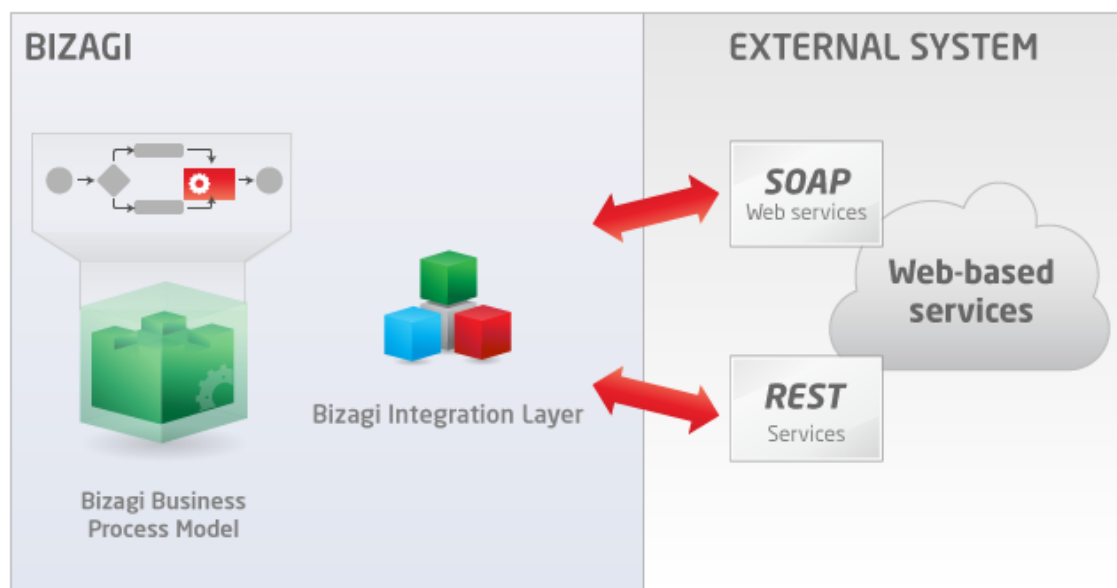 BIZAGI
EXTERNAL SYSTEM
SOAP
Web services
Web-based
services
Bizagi Integration Layer
REST
Services
Bizagi Business
Process Model